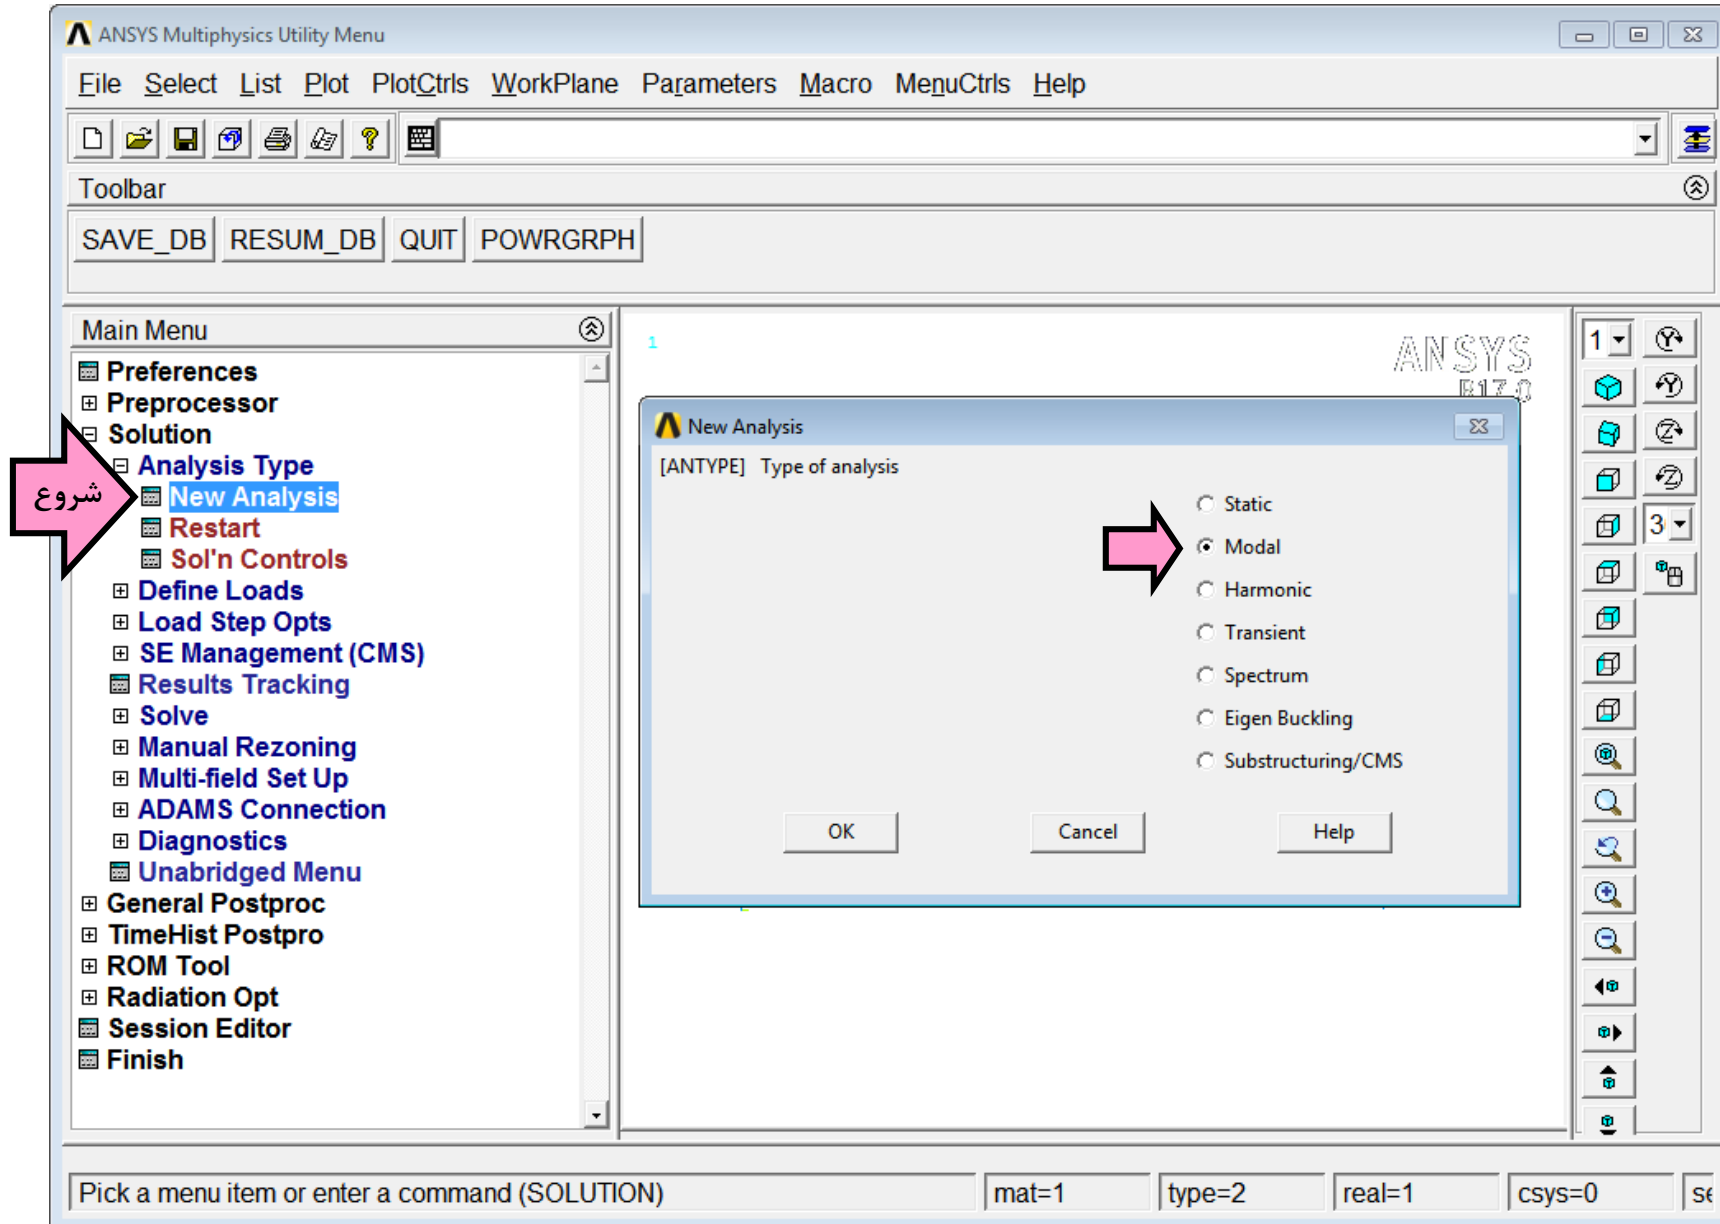 ANSYS Multiphysics Utility Menu
File Select List Plot PlotCtrls WorkPlane Parameters Macro MenuCtrls Help
Toolbar
SAVE_DB RESUM_DB QUIT POWRGRPH
Main Menu
Preferences
Preprocessor
Solution
Analysis Type
شروع
New Analysis
Restart
Sol'n Controls
Define Loads
Load Step Opts
SE Management (CMS)
Results Tracking
Solve
Manual Rezoning
Multi-field Set Up
ADAMS Connection
Diagnostics
Unabridged Menu
General Postproc
TimeHist Postpro
ROM Tool
Radiation Opt
Session Editor
Finish
1
ANSYS
R17.0
New Analysis
[ANTYPE] Type of analysis
Static
Modal
Harmonic
Transient
Spectrum
Eigen Buckling
Substructuring/CMS
OK Cancel Help
1
3
Pick a menu item or enter a command (SOLUTION) mat=1 type=2 real=1 csys=0